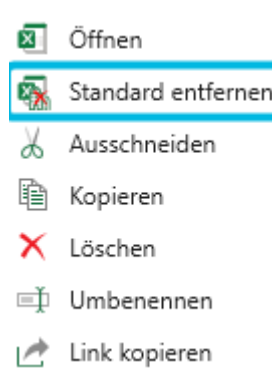 Öffnen
Standard entfernen
Ausschneiden
Kopieren
Löschen
Umbenennen
Link kopieren